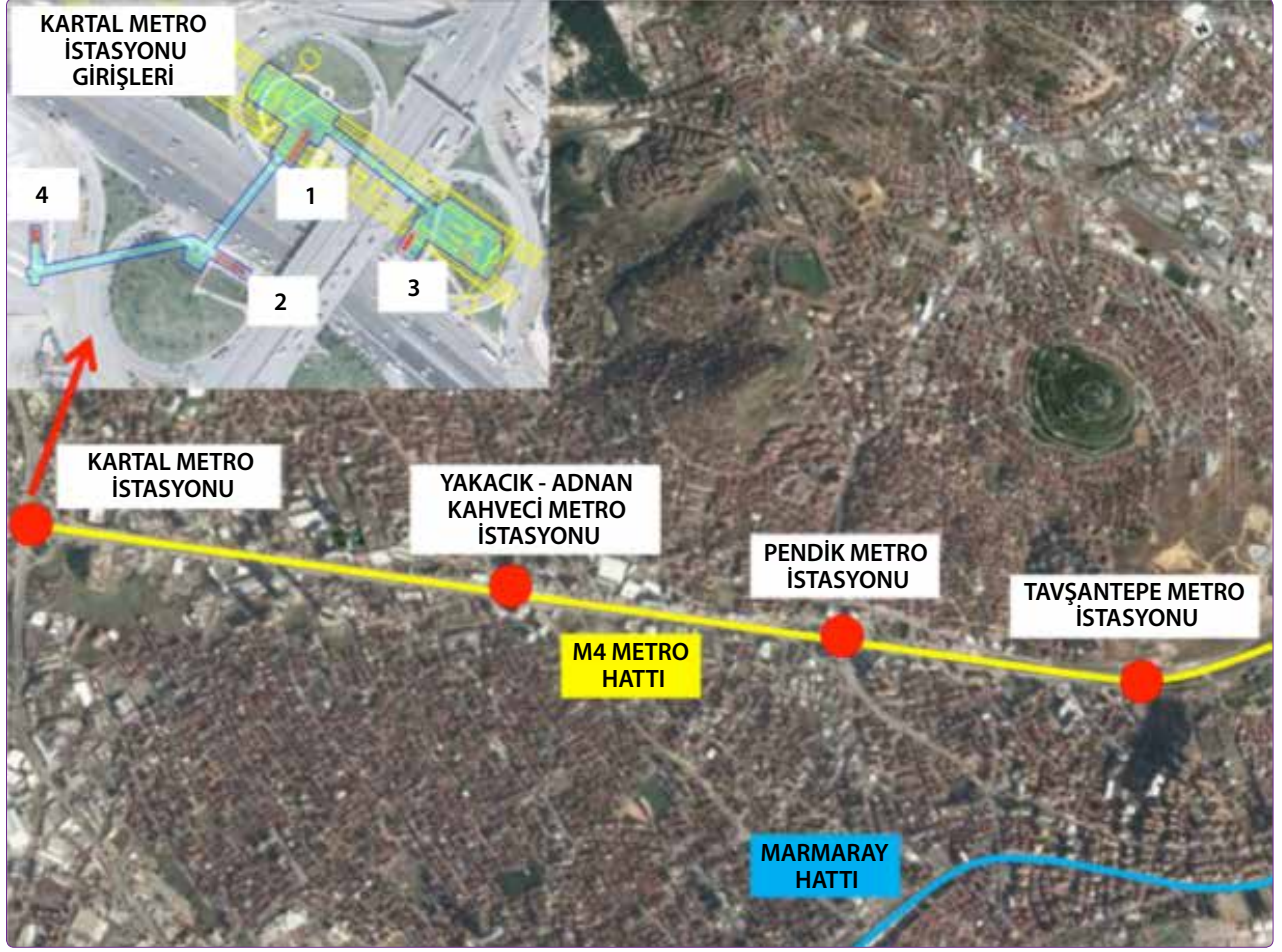 KARTAL METRO
İSTASYONU
GİRİŞLERİ
4
1
2
3
KARTAL METRO
İSTASYONU
YAKACIK - ADNAN
KAHVECİ METRO
İSTASYONU
PENDİK METRO
İSTASYONU
TAVŞANTEPE METRO
İSTASYONU
M4 METRO
HATTI
MARMARAY
HATTI